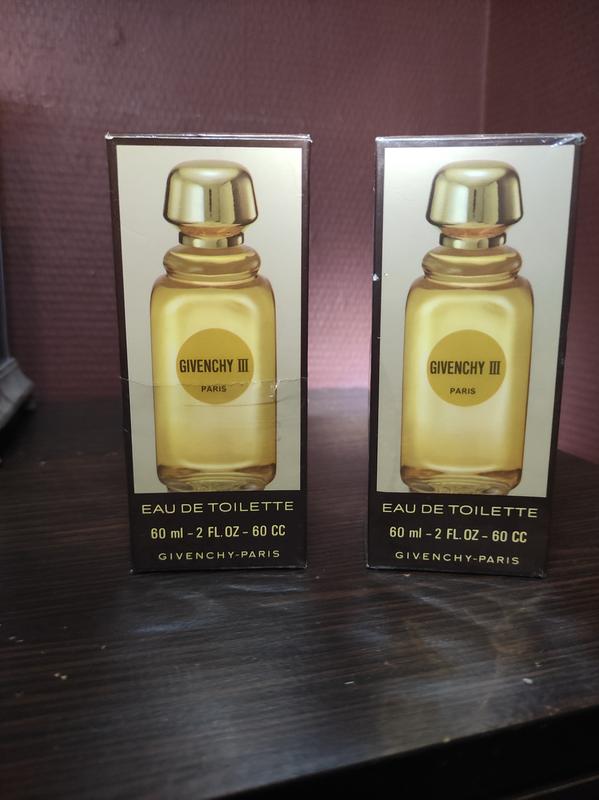 GIVENCHY III
PARIS
EAU DE TOILETTE
60 ml - 2 FL. OZ - 60 CC
GIVENCHY-PARIS
GIVENCHY III
PARIS
EAU DE TOILETTE
60 ml - 2 FL. OZ - 60 CC
GIVENCHY-PARIS